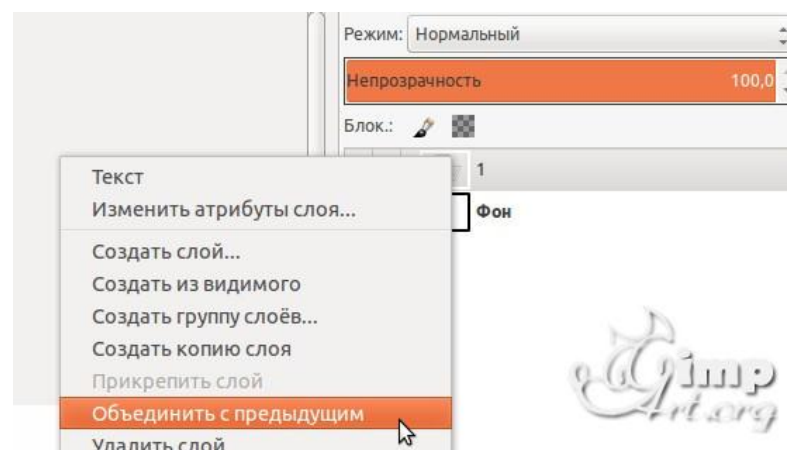 Режим: Нормальный
Непрозрачность 100,0
Блок.:
1
Фон
Текст
Изменить атрибуты слоя...
Создать слой...
Создать из видимого
Создать группу слоёв...
Создать копию слоя
Прикрепить слой
Объединить с предыдущим
Удалить слой
Gimp
Art.org